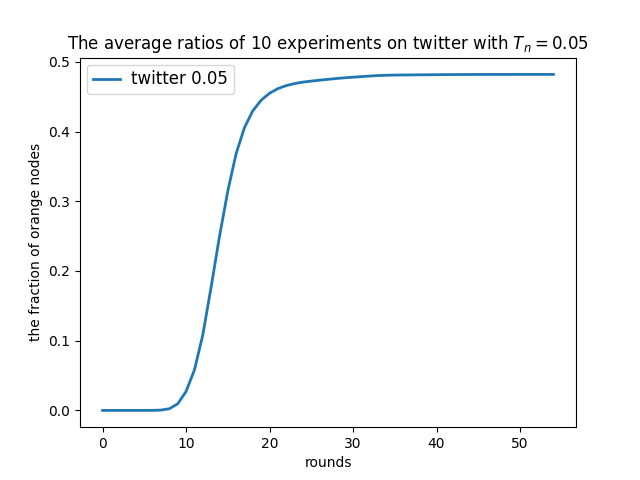 The average ratios of 10 experiments on twitter with $T_n = 0.05$
twitter 0.05
0.5
0.4
0.3
0.2
0.1
0.0
the fraction of orange nodes
0 10 20 30 40 50
rounds